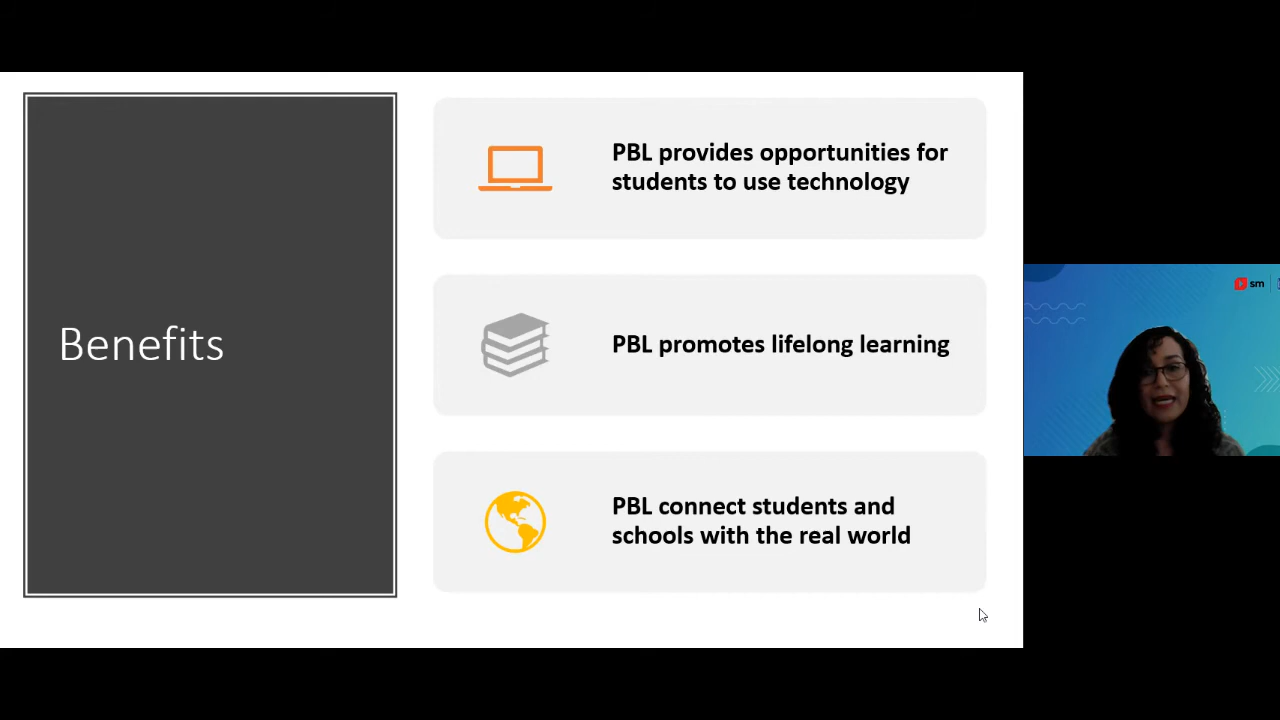 Benefits
PBL provides opportunities for
students to use technology
PBL promotes lifelong learning
PBL connect students and
schools with the real world
sm